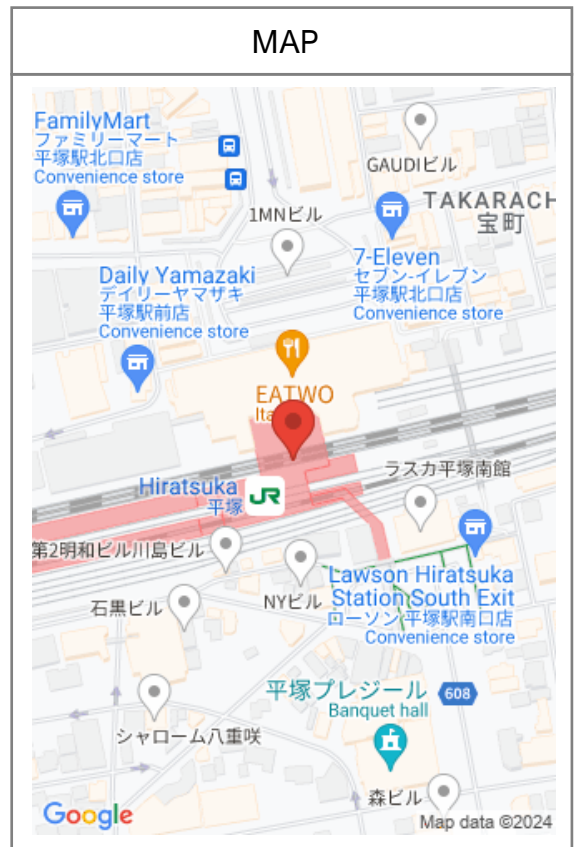 MAP
FamilyMart
ファミリーマート
平塚駅北口店
Convenience store
GAUDIビル
TAKARACH
宝町
1MNビル
7-Eleven
セブン-イレブン
平塚駅北口店
Convenience store
Daily Yamazaki
デイリーヤマザキ
平塚駅前店
Convenience store
EATWO
Ita
ラスカ平塚南館
Hiratsuka
平塚
JR
第2明和ビル川島ビル
Lawson Hiratsuka
Station South Exit
ローソン 平塚駅南口店
Convenience store
NYビル
石黒ビル
平塚プレジール
Banquet hall
608
シャローム八重咲
森ビル
Google
Map data ©2024